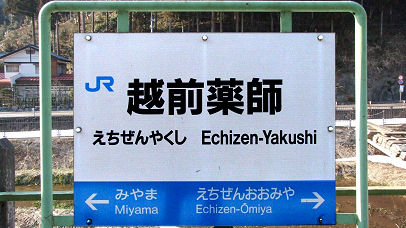 JR
越前薬師
えちぜんやくし Echizen-Yakushi
← みやま えちぜんおおみや →
Miyama Echizen-Ōmiya